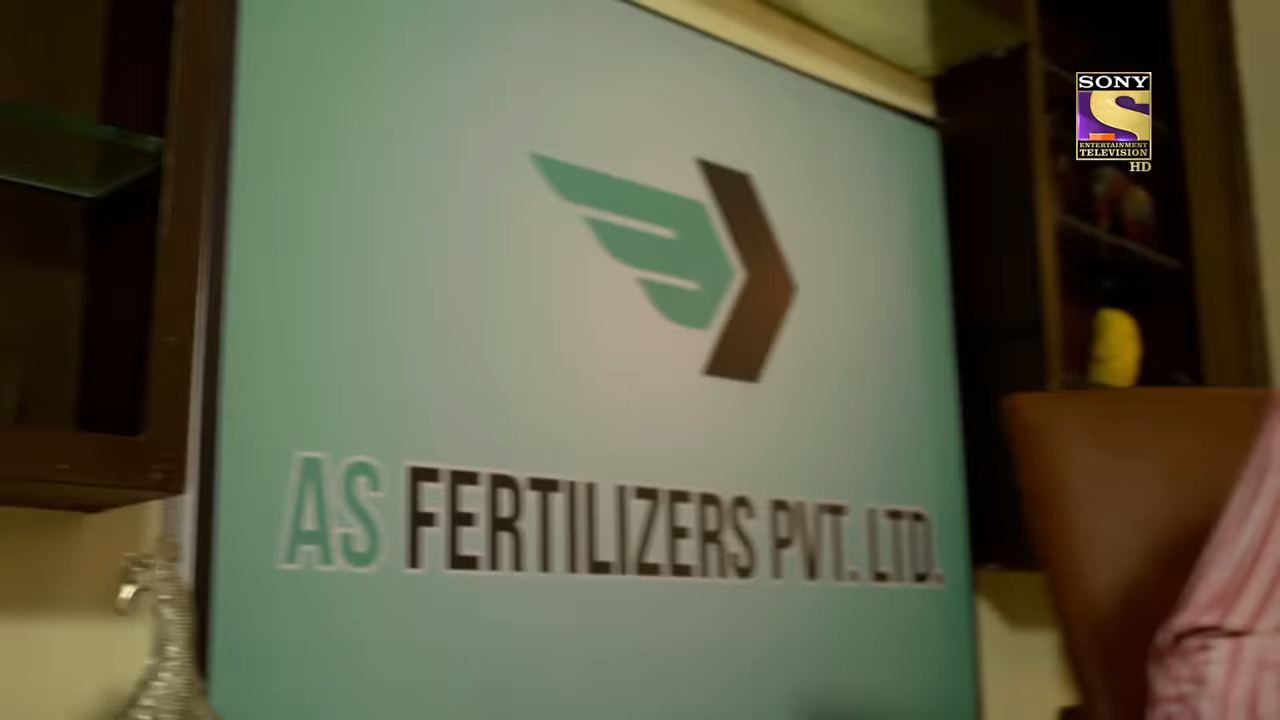 SONY
ENTERTAINMENT
TELEVISION
HD
AS FERTILIZERS PVT. LTD.